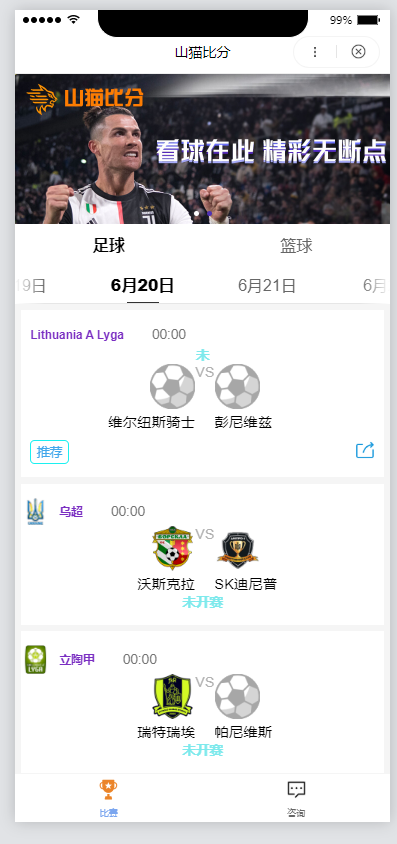 99%
山猫比分
山猫比分
看球在此 精彩无断点
足球 篮球
19日 6月20日 6月21日 6月
Lithuania A Lyga 00:00
未
VS
维尔纽斯骑士 彭尼维兹
推荐
乌超 00:00
VS
沃斯克拉 SK迪尼普
未开赛
立陶甲 00:00
VS
瑞特瑞埃 帕尼维斯
未开赛
比赛 咨询